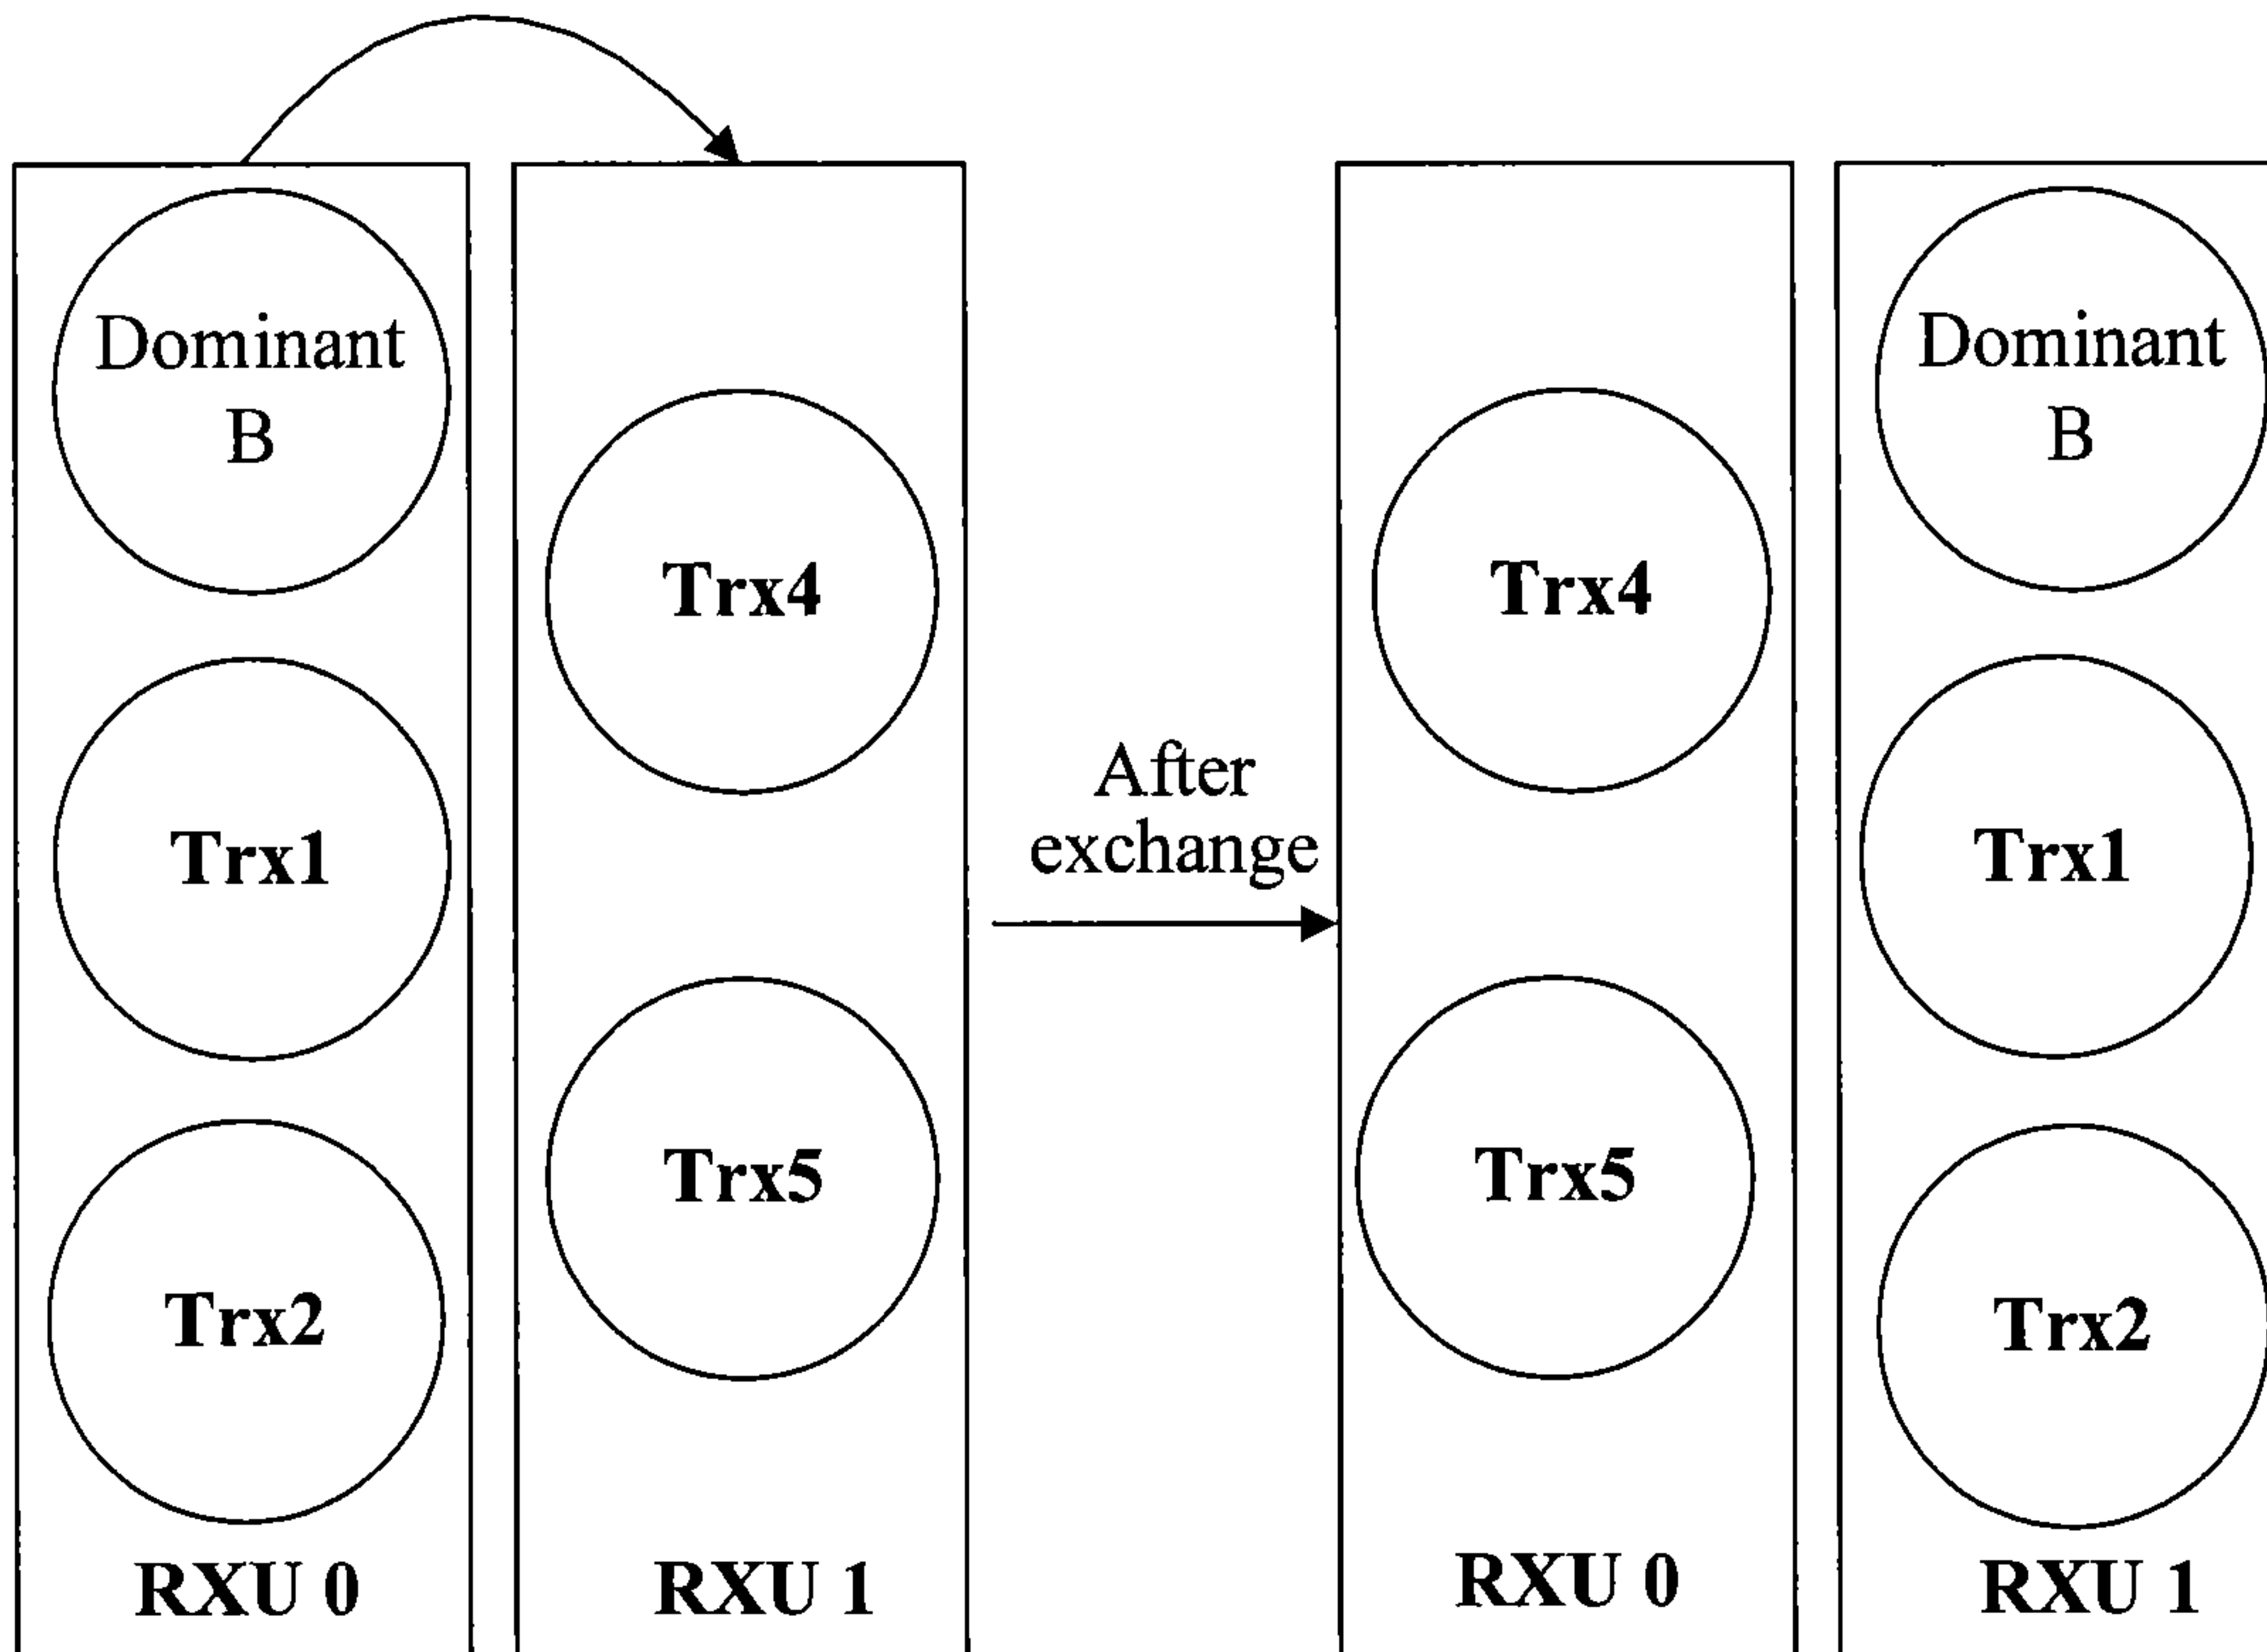 Dominant
B
Trx1
Trx2
RXU 0
Trx4
Trx5
RXU 1
After
exchange
Trx4
Trx5
RXU 0
Dominant
B
Trx1
Trx2
RXU 1